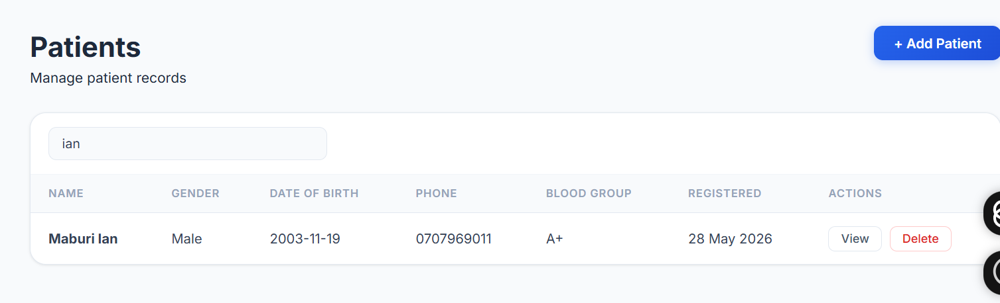 Patients
+ Add Patient
Manage patient records
ian
NAME GENDER DATE OF BIRTH PHONE BLOOD GROUP REGISTERED ACTIONS
Maburi Ian Male 2003-11-19 0707969011 A+ 28 May 2026 View Delete